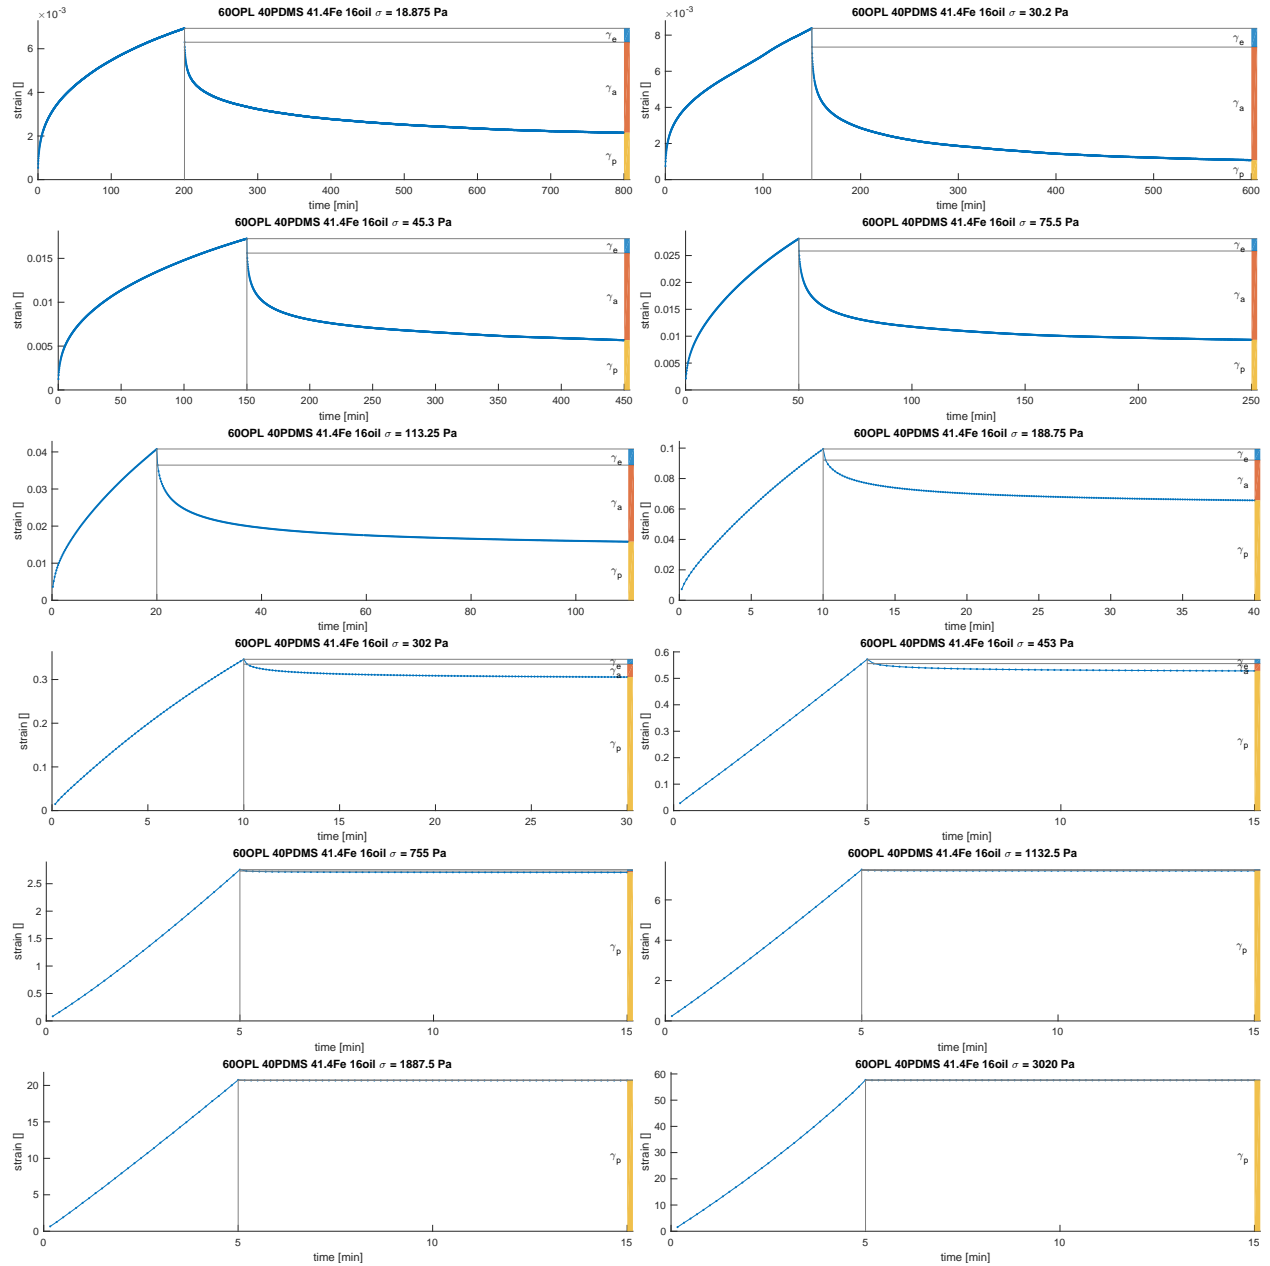 60OPL 40PDMS 41.4Fe 16oil σ = 18.875 Pa
×10⁻³
strain []
6
4
2
0
γe
γa
γp
0 100 200 300 400 500 600 700 800
time [min]
60OPL 40PDMS 41.4Fe 16oil σ = 30.2 Pa
×10⁻³
strain []
8
6
4
2
0
γe
γa
γp
0 100 200 300 400 500 600
time [min]
60OPL 40PDMS 41.4Fe 16oil σ = 45.3 Pa
strain []
0.015
0.01
0.005
0
γe
γa
γp
0 50 100 150 200 250 300 350 400 450
time [min]
60OPL 40PDMS 41.4Fe 16oil σ = 75.5 Pa
strain []
0.025
0.02
0.015
0.01
0.005
0
γe
γa
γp
0 50 100 150 200 250
time [min]
60OPL 40PDMS 41.4Fe 16oil σ = 113.25 Pa
strain []
0.04
0.03
0.02
0.01
0
γe
γa
γp
0 20 40 60 80 100
time [min]
60OPL 40PDMS 41.4Fe 16oil σ = 188.75 Pa
strain []
0.1
0.08
0.06
0.04
0.02
0
γe
γa
γp
0 5 10 15 20 25 30 35 40
time [min]
60OPL 40PDMS 41.4Fe 16oil σ = 302 Pa
strain []
0.3
0.2
0.1
0
γe
γa
γp
0 5 10 15 20 25 30
time [min]
60OPL 40PDMS 41.4Fe 16oil σ = 453 Pa
strain []
0.6
0.5
0.4
0.3
0.2
0.1
0
γe
γa
γp
0 5 10 15
time [min]
60OPL 40PDMS 41.4Fe 16oil σ = 755 Pa
strain []
2.5
2
1.5
1
0.5
0
γp
0 5 10 15
time [min]
60OPL 40PDMS 41.4Fe 16oil σ = 1132.5 Pa
strain []
6
4
2
0
γp
0 5 10 15
time [min]
60OPL 40PDMS 41.4Fe 16oil σ = 1887.5 Pa
strain []
20
15
10
5
0
γp
0 5 10 15
time [min]
60OPL 40PDMS 41.4Fe 16oil σ = 3020 Pa
strain []
60
50
40
30
20
10
0
γp
0 5 10 15
time [min]